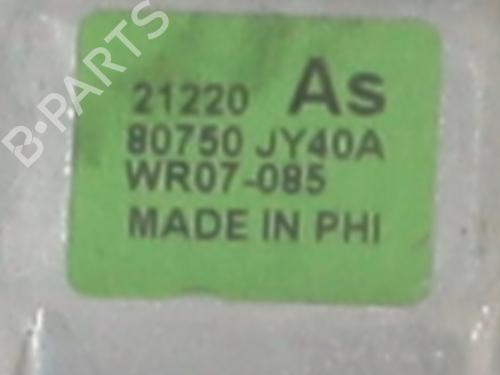 B-PARTS
21220 As
80750 JY40A
WR07-085
MADE IN PHI